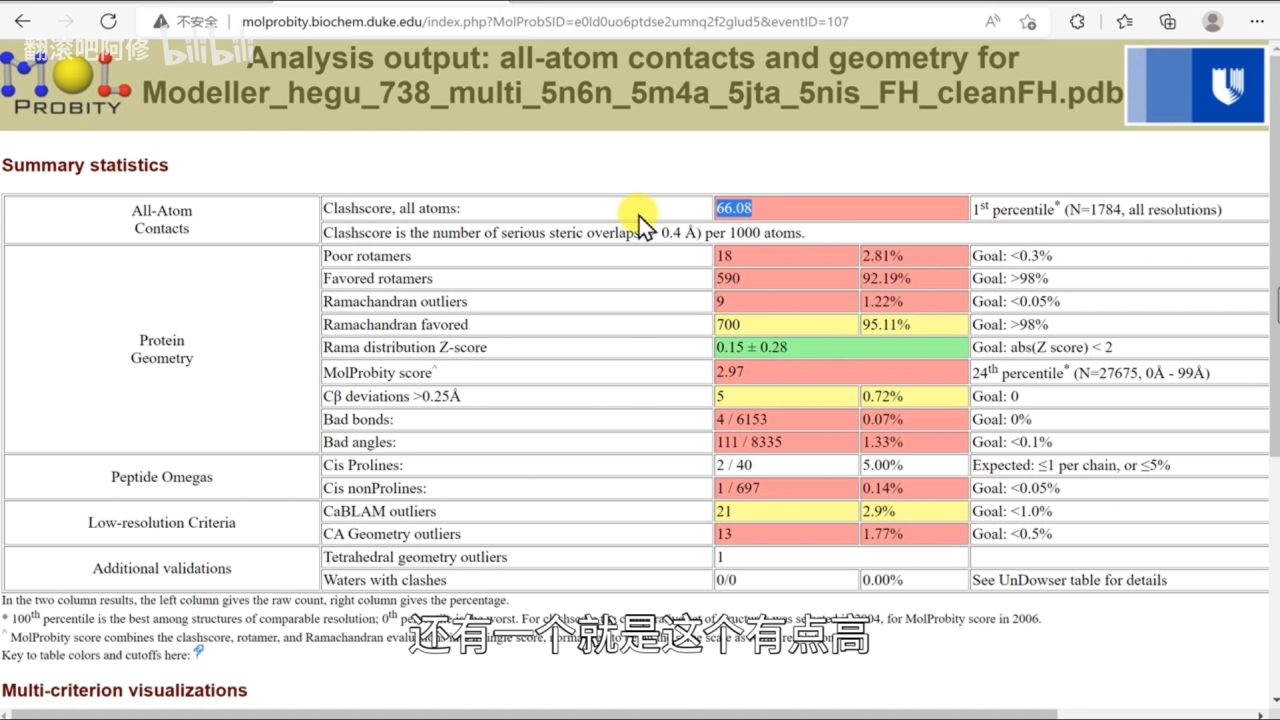 不安全
molprobity.biochem.duke.edu/index.php?MolProbSID=e0ld0uo6ptdse2umnq2f2glud5&eventID=107
翻滚吧阿修 bilibili
PROBITY
Analysis output: all-atom contacts and geometry for
Modeller_hegu_738_multi_5n6n_5m4a_5jta_5nis_FH_cleanFH.pdb
Summary statistics
All-Atom Contacts
Clashscore, all atoms: 66.08 1st percentile* (N=1784, all resolutions)
Clashscore is the number of serious steric overlaps 0.4 Å) per 1000 atoms.
Protein Geometry
Poor rotamers 18 2.81% Goal: <0.3%
Favored rotamers 590 92.19% Goal: >98%
Ramachandran outliers 9 1.22% Goal: <0.05%
Ramachandran favored 700 95.11% Goal: >98%
Rama distribution Z-score 0.15 ± 0.28 Goal: abs(Z score) < 2
MolProbity score^ 2.97 24th percentile* (N=27675, 0Å - 99Å)
Cβ deviations >0.25Å 5 0.72% Goal: 0
Bad bonds: 4 / 6153 0.07% Goal: 0%
Bad angles: 111 / 8335 1.33% Goal: <0.1%
Peptide Omegas
Cis Prolines: 2 / 40 5.00% Expected: ≤1 per chain, or ≤5%
Cis nonProlines: 1 / 697 0.14% Goal: <0.05%
Low-resolution Criteria
CaBLAM outliers 21 2.9% Goal: <1.0%
CA Geometry outliers 13 1.77% Goal: <0.5%
Additional validations
Tetrahedral geometry outliers 1
Waters with clashes 0/0 0.00% See UnDowser table for details
In the two column results, the left column gives the raw count, right column gives the percentage.
* 100th percentile is the best among structures of comparable resolution; 0th worst. For 2004, for MolProbity score in 2006.
^ MolProbity score combines the clashscore, rotamer, and Ramachandran
Key to table colors and cutoffs here: ?
还有一个就是这个有点高
Multi-criterion visualizations